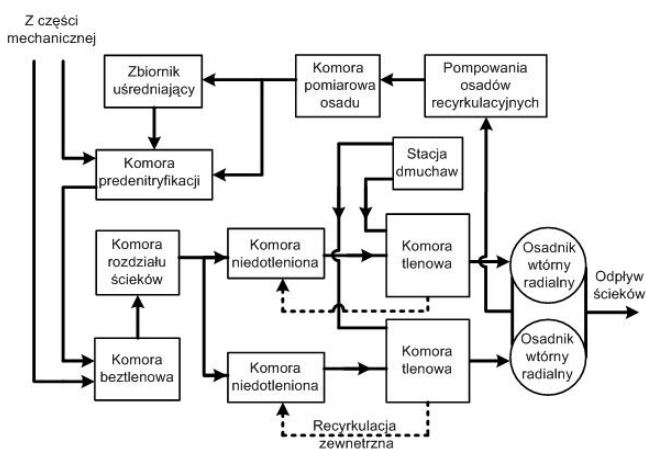 Z części
mechanicznej
Zbiornik
uśredniający
Komora
pomiarowa
osadu
Pompowania
osadów
recyrkulacyjnych
Komora
predenitryfikacji
Stacja
dmuchaw
Komora
rozdziału
ścieków
Komora
niedotleniona
Komora
tlenowa
Osadnik
wtórny
radialny
Odpływ
ścieków
Komora
beztlenowa
Komora
niedotleniona
Komora
tlenowa
Osadnik
wtórny
radialny
Recyrkulacja
zewnetrzna